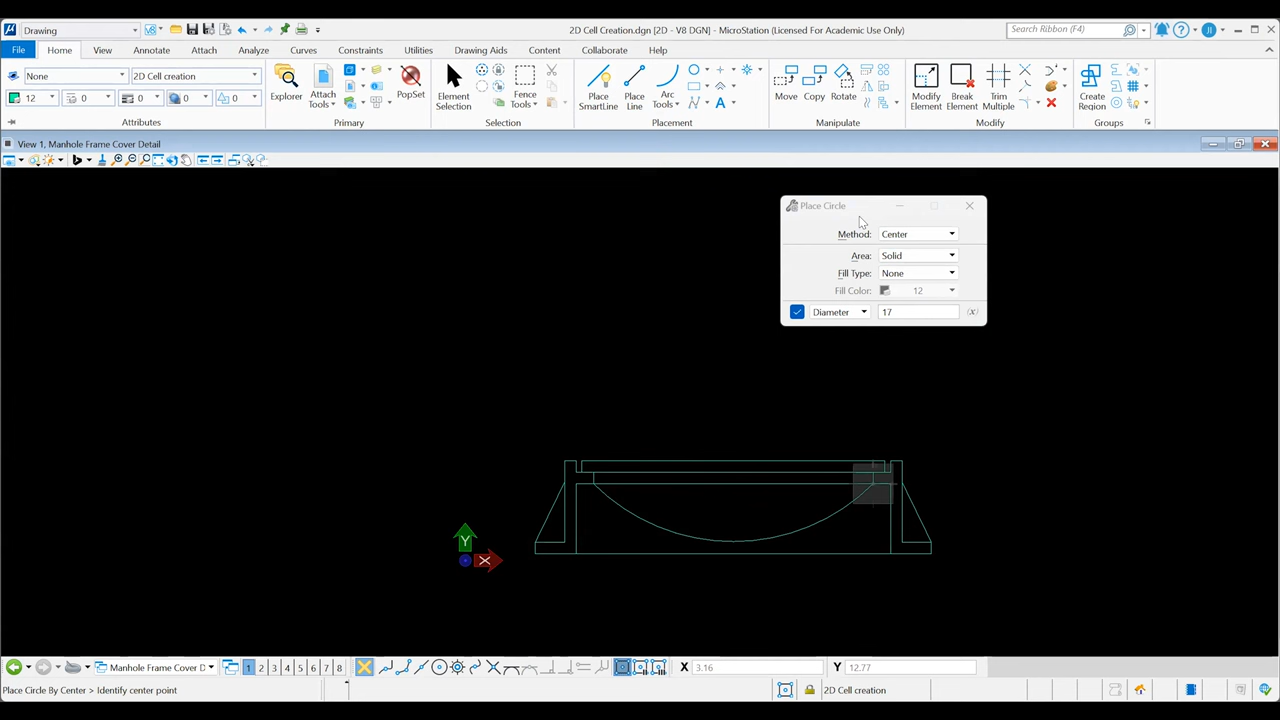 Drawing
2D Cell Creation.dgn [2D - V8 DGN] - MicroStation (Licensed For Academic Use Only)
Search Ribbon (F4)
JI
File
Home
View
Annotate
Attach
Analyze
Curves
Constraints
Utilities
Drawing Aids
Content
Collaborate
Help
None
2D Cell creation
12
0
0
0
0
Attributes
Explorer
Attach Tools
PopSet
Primary
Element Selection
Fence Tools
Selection
Place SmartLine
Place Line
Arc Tools
Placement
Move
Copy
Rotate
Manipulate
Modify Element
Break Element
Trim Multiple
Modify
Create Region
Groups
View 1, Manhole Frame Cover Detail
Place Circle
Method: Center
Area: Solid
Fill Type: None
Fill Color: 12
Diameter 17
(x)
Y
X
Manhole Frame Cover D
1 2 3 4 5 6 7 8
X 3.16
Y 12.77
Place Circle By Center > Identify center point
2D Cell creation